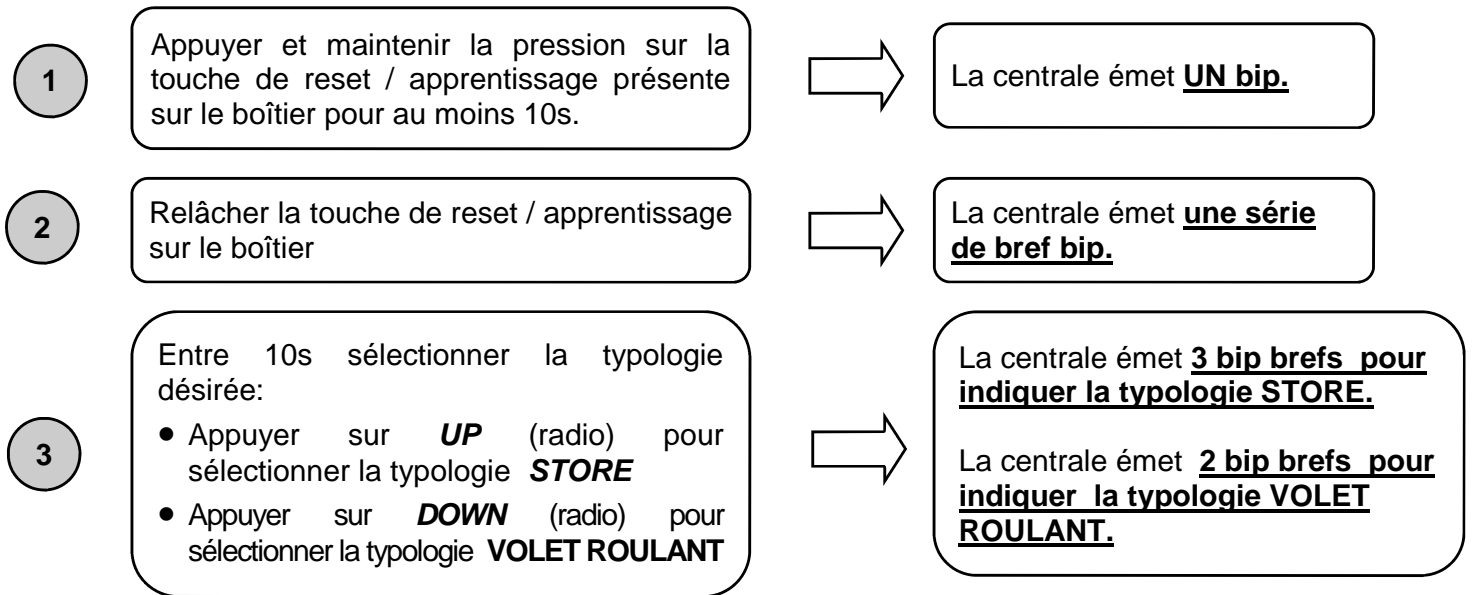 1
Appuyer et maintenir la pression sur la
touche de reset / apprentissage présente
sur le boîtier pour au moins 10s.
La centrale émet UN bip.
2
Relâcher la touche de reset / apprentissage
sur le boîtier
La centrale émet une série
de bref bip.
3
Entre 10s sélectionner la typologie
désirée:
• Appuyer sur UP (radio) pour
sélectionner la typologie STORE
• Appuyer sur DOWN (radio) pour
sélectionner la typologie VOLET ROULANT
La centrale émet 3 bip brefs pour
indiquer la typologie STORE.
La centrale émet 2 bip brefs pour
indiquer la typologie VOLET
ROULANT.